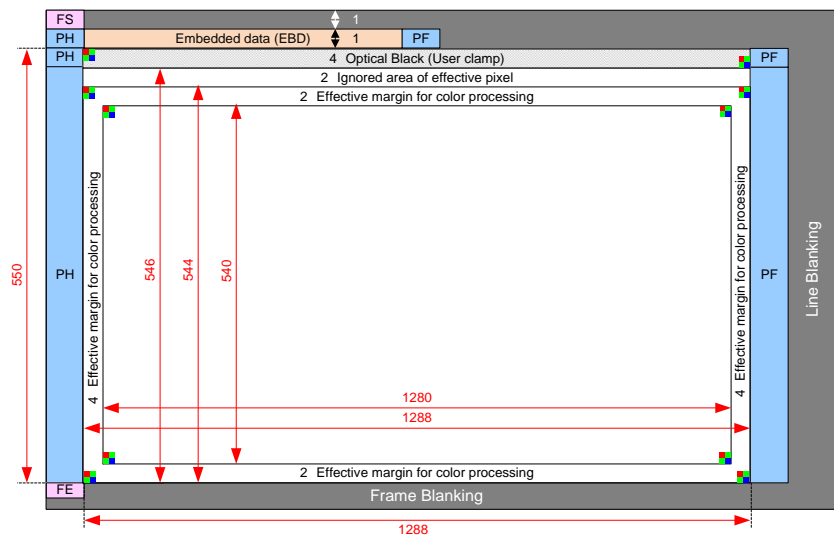 FS
1
PH
Embedded data (EBD)
1
PF
PH
4 Optical Black (User clamp)
PF
2 Ignored area of effective pixel
2 Effective margin for color processing
550
PH
4 Effective margin for color processing
546
544
540
4 Effective margin for color processing
PF
Line Blanking
1280
1288
2 Effective margin for color processing
FE
Frame Blanking
1288